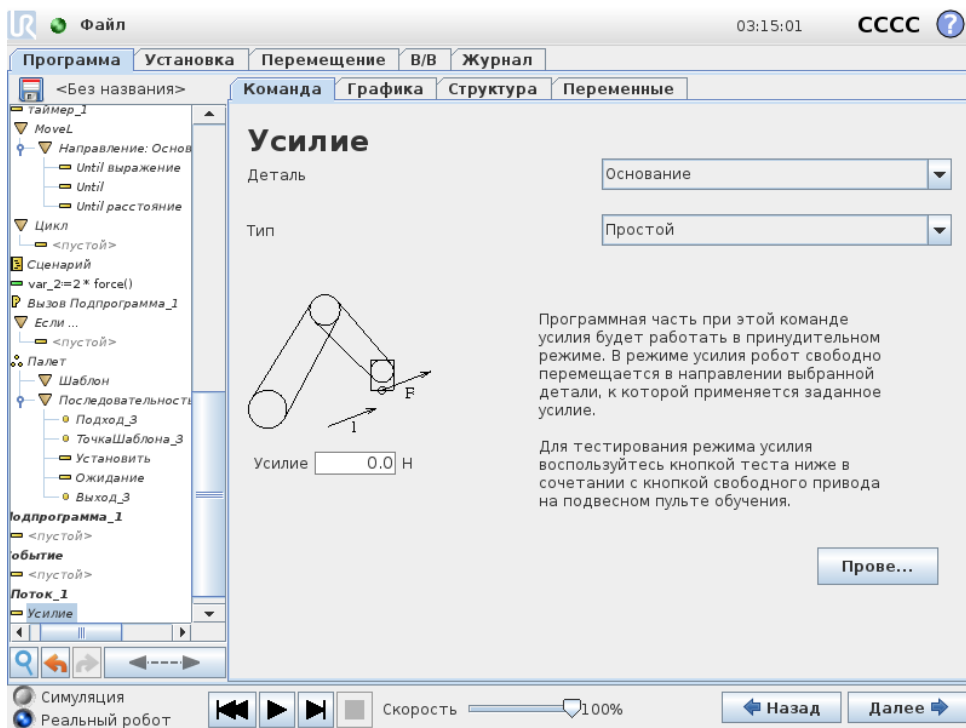 UR Файл 03:15:01 CCCC ?
Программа Установка Перемещение В/В Журнал
<Без названия> Команда Графика Структура Переменные
таймер_1
MoveL
Направление: Основ
Until выражение
Until
Until расстояние
Цикл
<пустой>
Сценарий
var_2:=2 * force()
Вызов Подпрограмма_1
Если ...
<пустой>
Палет
Шаблон
Последовательность
Подход_3
ТочкаШаблона_3
Установить
Ожидание
Выход_3
Подпрограмма_1
<пустой>
обытие
<пустой>
Поток_1
Усилие
Усилие
Деталь Основание
Тип Простой
F
1
Усилие 0.0 Н
Программная часть при этой команде
усилия будет работать в принудительном
режиме. В режиме усилия робот свободно
перемещается в направлении выбранной
детали, к которой применяется заданное
усилие.
Для тестирования режима усилия
воспользуйтесь кнопкой теста ниже в
сочетании с кнопкой свободного привода
на подвесном пульте обучения.
Прове...
Симуляция
Реальный робот
Скорость 100%
Назад Далее